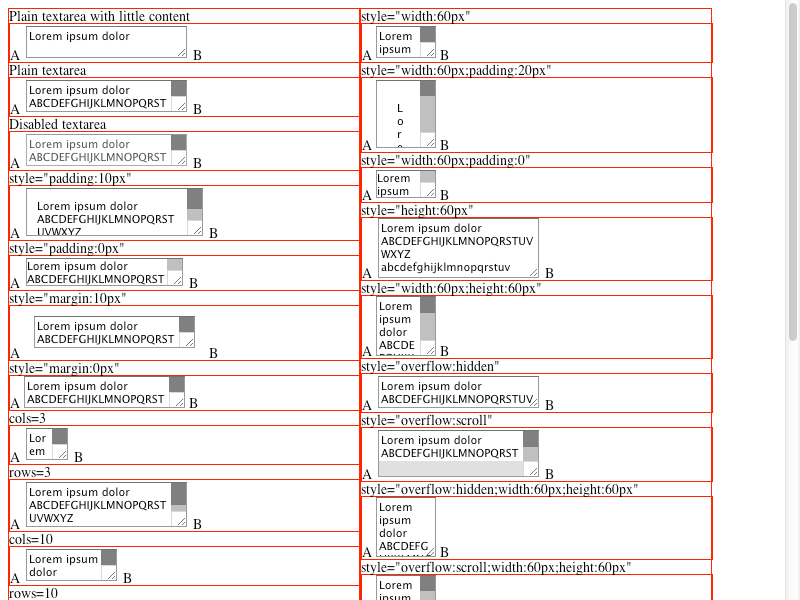 Plain textarea with little content
A Lorem ipsum dolor B
Plain textarea
Lorem ipsum dolor
A ABCDEFGHIJKLMNOPQRST B
Disabled textarea
Lorem ipsum dolor
A ABCDEFGHIJKLMNOPQRST B
style="padding:10px"
Lorem ipsum dolor
ABCDEFGHIJKLMNOPQRST
A UVWXYZ B
style="padding:0px"
Lorem ipsum dolor
A ABCDEFGHIJKLMNOPQRST B
style="margin:10px"
Lorem ipsum dolor
ABCDEFGHIJKLMNOPQRST
A B
style="margin:0px"
Lorem ipsum dolor
A ABCDEFGHIJKLMNOPQRST B
cols=3
Lor
A em B
rows=3
Lorem ipsum dolor
ABCDEFGHIJKLMNOPQRST
A UVWXYZ B
cols=10
Lorem ipsum
A dolor B
rows=10
style="width:60px"
Lorem
A ipsum B
style="width:60px;padding:20px"
L
o
r
A B
style="width:60px;padding:0"
Lorem
A ipsum B
style="height:60px"
Lorem ipsum dolor
ABCDEFGHIJKLMNOPQRSTUV
WXYZ
abcdefghijklmnopqrstuv
A B
style="width:60px;height:60px"
Lorem
ipsum
dolor
ABCDE
A B
style="overflow:hidden"
Lorem ipsum dolor
ABCDEFGHIJKLMNOPQRSTUV
A B
style="overflow:scroll"
Lorem ipsum dolor
ABCDEFGHIJKLMNOPQRST
A B
style="overflow:hidden;width:60px;height:60px"
Lorem
ipsum
dolor
ABCDEFG
A B
style="overflow:scroll;width:60px;height:60px"
Lorem
ipsum